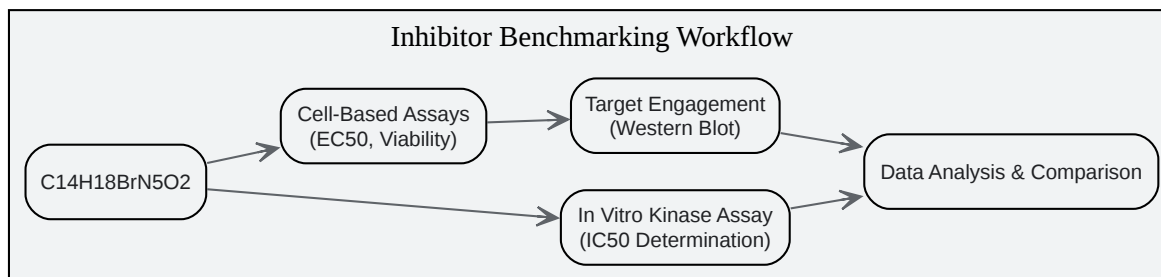 Inhibitor Benchmarking Workflow
Cell-Based Assays
(EC50, Viability)
Target Engagement
(Western Blot)
C14H18BrN5O2
Data Analysis & Comparison
In Vitro Kinase Assay
(IC50 Determination)